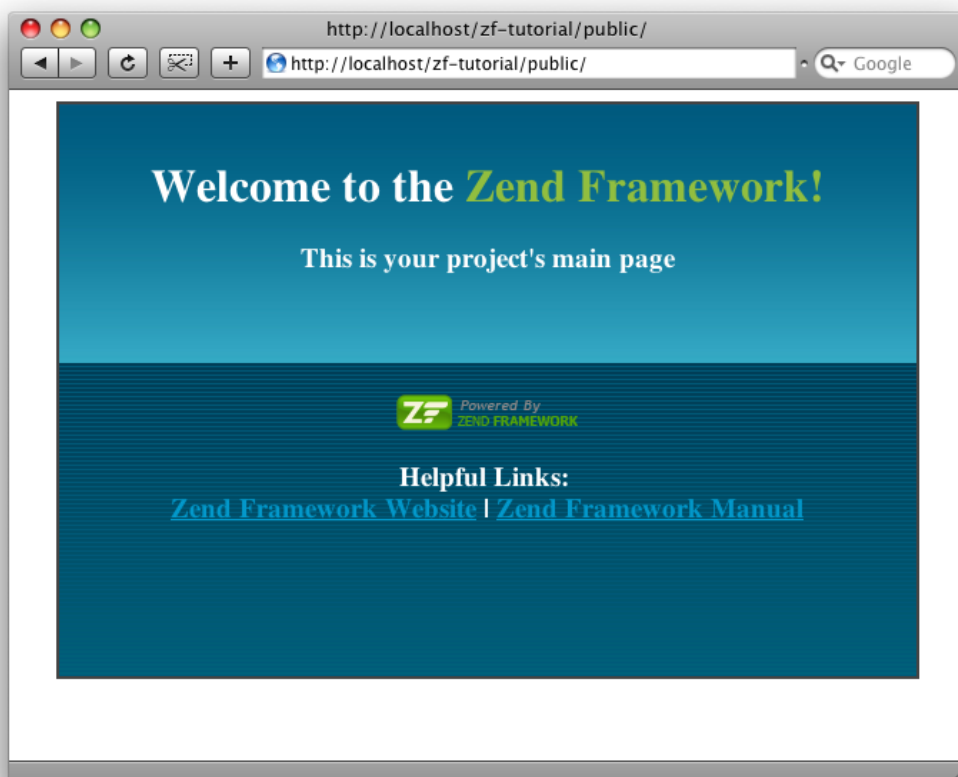 http://localhost/zf-tutorial/public/
http://localhost/zf-tutorial/public/
Google
Welcome to the Zend Framework!
This is your project's main page
ZF
Powered By
ZEND FRAMEWORK
Helpful Links:
Zend Framework Website | Zend Framework Manual